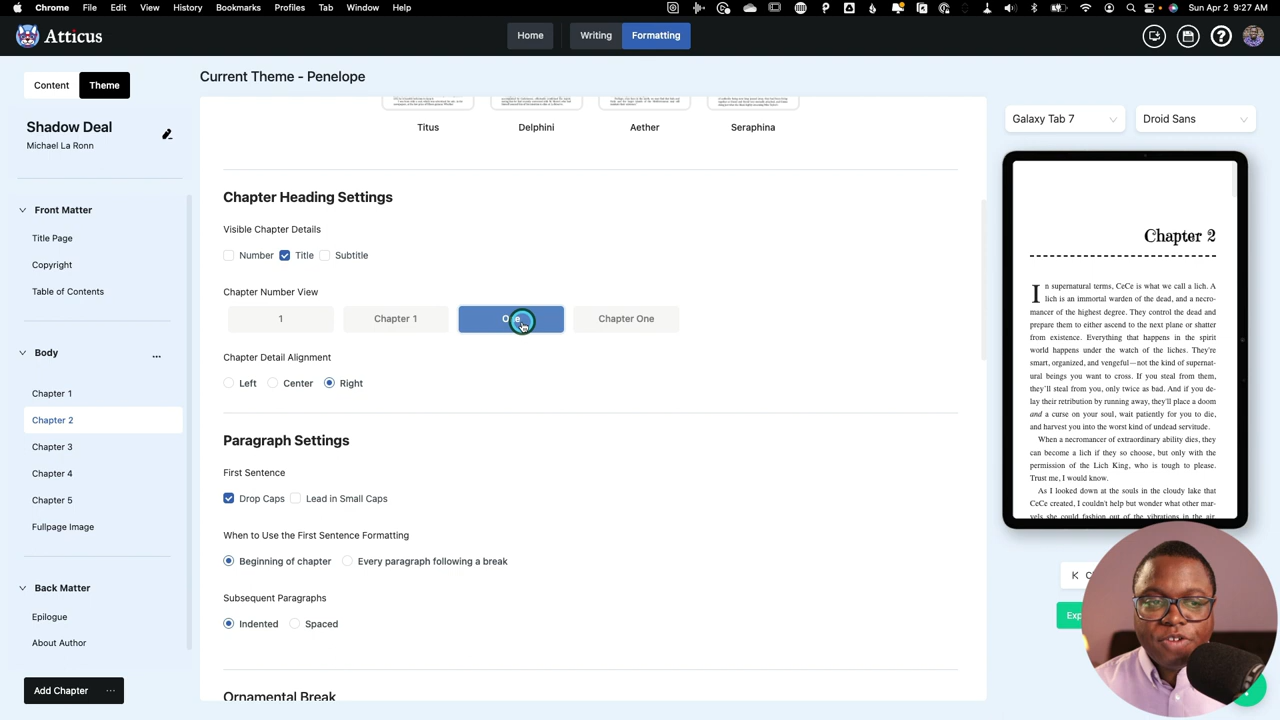 Chrome File Edit View History Bookmarks Profiles Tab Window Help
Sun Apr 2 9:27 AM
Atticus
Home
Writing
Formatting
Content
Theme
Shadow Deal
Michael La Ronn
Front Matter
Title Page
Copyright
Table of Contents
Body
Chapter 1
Chapter 2
Chapter 3
Chapter 4
Chapter 5
Fullpage Image
Back Matter
Epilogue
About Author
Add Chapter
Current Theme - Penelope
Titus
Delphini
Aether
Seraphina
Chapter Heading Settings
Visible Chapter Details
Number Title Subtitle
Chapter Number View
1
Chapter 1
One
Chapter One
Chapter Detail Alignment
Left Center Right
Paragraph Settings
First Sentence
Drop Caps Lead in Small Caps
When to Use the First Sentence Formatting
Beginning of chapter Every paragraph following a break
Subsequent Paragraphs
Indented Spaced
Ornamental Break
Galaxy Tab 7
Droid Sans
Chapter 2
In supernatural terms, CeCe is what we call a lich. A
lich is an immortal warden of the dead, and a necro-
mancer of the highest degree. They control the dead and
prepare them to either ascend to the next plane or shatter
from existence. Everything that happens in the spirit
world happens under the watch of the liches. They're
smart, organized, and vengeful—not the kind of supernat-
ural beings you want to cross. If you steal from them,
they'll steal from you, only twice as bad. And if you de-
lay their retribution by running away, they'll place a doom
and a curse on your soul, wait patiently for you to die,
and harvest you into the worst kind of undead servitude.
When a necromancer of extraordinary ability dies, they
can become a lich if they so choose, but only with the
permission of the Lich King, who is tough to please.
Trust me, I would know.
As I looked down at the souls in the cloudy lake that
CeCe created, I couldn't help but wonder what other mar-
vels she could fashion out of the vibrations in the air.
Exp